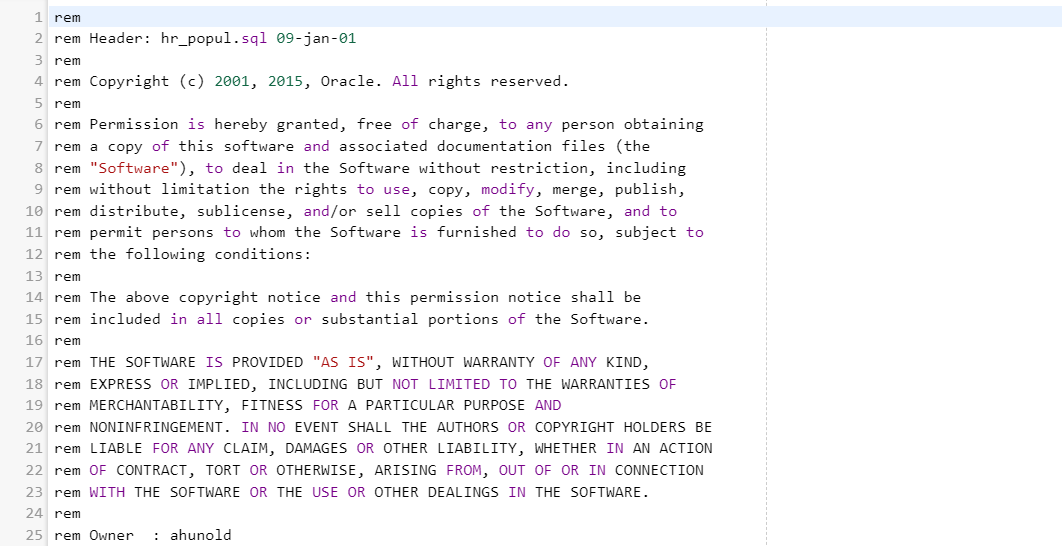 1 rem
2 rem Header: hr_popul.sql 09-jan-01
3 rem
4 rem Copyright (c) 2001, 2015, Oracle. All rights reserved.
5 rem
6 rem Permission is hereby granted, free of charge, to any person obtaining
7 rem a copy of this software and associated documentation files (the
8 rem "Software"), to deal in the Software without restriction, including
9 rem without limitation the rights to use, copy, modify, merge, publish,
10 rem distribute, sublicense, and/or sell copies of the Software, and to
11 rem permit persons to whom the Software is furnished to do so, subject to
12 rem the following conditions:
13 rem
14 rem The above copyright notice and this permission notice shall be
15 rem included in all copies or substantial portions of the Software.
16 rem
17 rem THE SOFTWARE IS PROVIDED "AS IS", WITHOUT WARRANTY OF ANY KIND,
18 rem EXPRESS OR IMPLIED, INCLUDING BUT NOT LIMITED TO THE WARRANTIES OF
19 rem MERCHANTABILITY, FITNESS FOR A PARTICULAR PURPOSE AND
20 rem NONINFRINGEMENT. IN NO EVENT SHALL THE AUTHORS OR COPYRIGHT HOLDERS BE
21 rem LIABLE FOR ANY CLAIM, DAMAGES OR OTHER LIABILITY, WHETHER IN AN ACTION
22 rem OF CONTRACT, TORT OR OTHERWISE, ARISING FROM, OUT OF OR IN CONNECTION
23 rem WITH THE SOFTWARE OR THE USE OR OTHER DEALINGS IN THE SOFTWARE.
24 rem
25 rem Owner  : ahunold